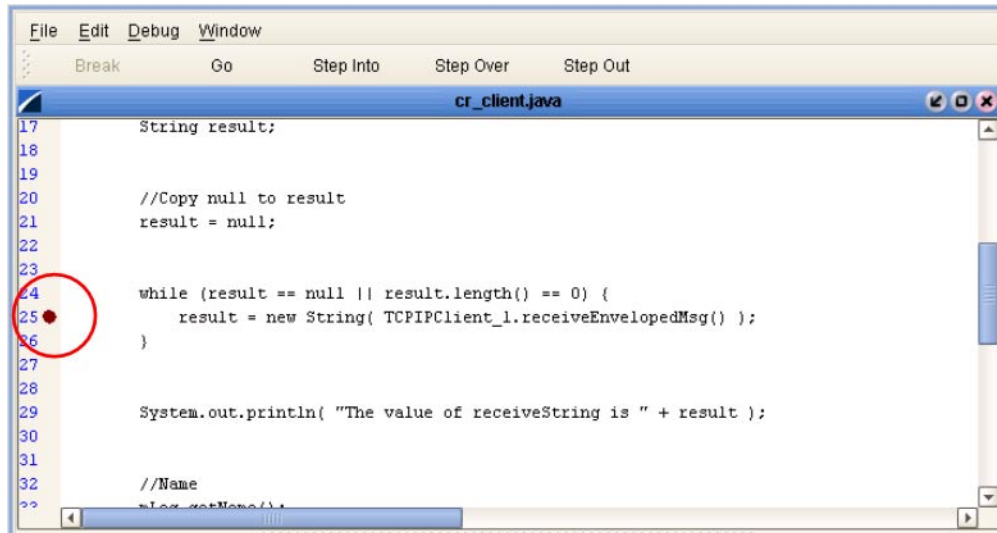 File Edit Debug Window
Break Go Step Into Step Over Step Out
cr_client.java
17 String result;
18
19
20 //Copy null to result
21 result = null;
22
23
24 while (result == null || result.length() == 0) {
25 result = new String( TCPIPClient_1.receiveEnvelopedMsg() );
26 }
27
28
29 System.out.println( "The value of receiveString is " + result );
30
31
32 //Name